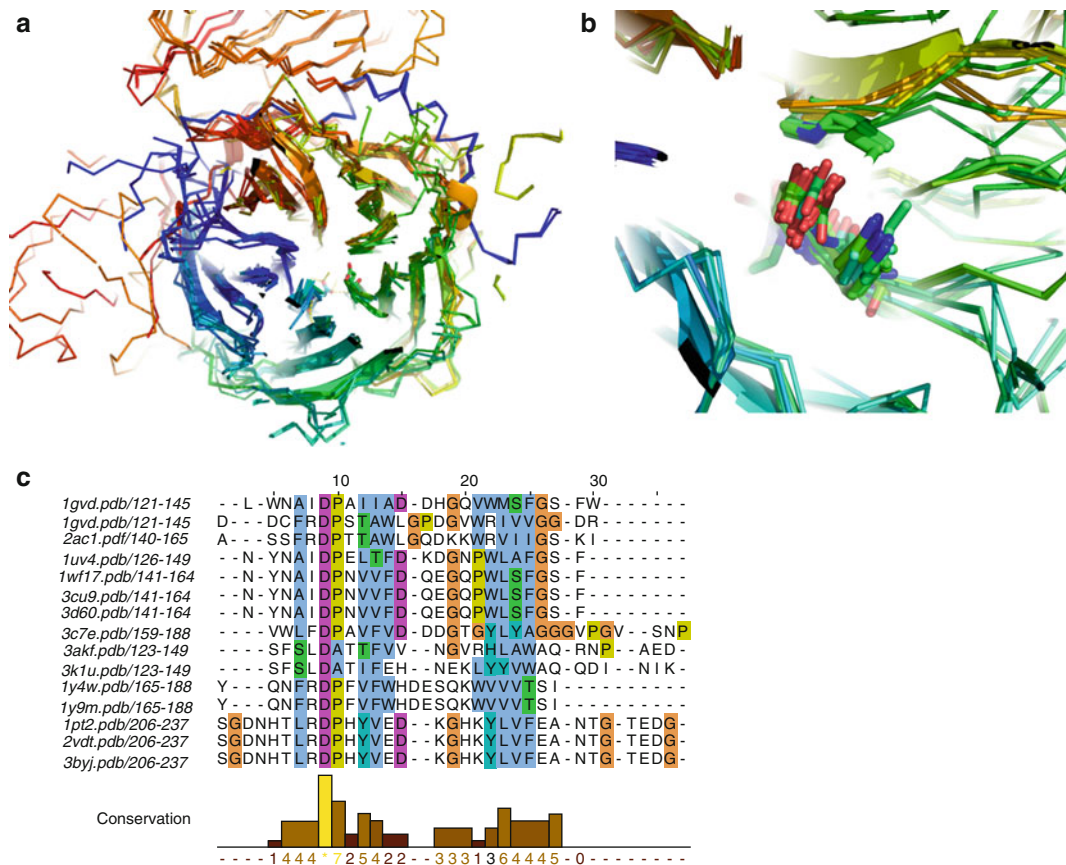 a
b
c
10 20 30
1gvd.pdb/121-145 --L-WNAIDPAIIAD-DHGQVWMSFGS-FW-------
1gvd.pdb/121-145 D---DCFRDPSTAWLGPDGVWRIVVGG-DR-------
2ac1.pdf/140-165 A---SSFRDPTTAWLGQDKKWRVIIGS-KI-------
1uv4.pdb/126-149 --N-YNAIDPELTFD-KDGNPWLAFGS-F--------
1wf17.pdb/141-164 --N-YNAIDPNVVFD-QEGQPWLSFGS-F--------
3cu9.pdb/141-164 --N-YNAIDPNVVFD-QEGQPWLSFGS-F--------
3d60.pdb/141-164 --N-YNAIDPNVVFD-QEGQPWLSFGS-F--------
3c7e.pdb/159-188 ----VWLFDPAVFVD-DDGTGYLYAGGGVPGV--SNP
3akf.pdb/123-149 ----SFSLDATTFVV--NGVRHLAWAQ-RNP--AED-
3k1u.pdb/123-149 ----SFSLDATIFEH--NEKLYYVWAQ-QDI--NIK-
1y4w.pdb/165-188 Y---QNFRDPFVFWHDESQKWVVVTSI----------
1y9m.pdb/165-188 Y---QNFRDPFVFWHDESQKWVVVTSI----------
1pt2.pdb/206-237 SGDNHTLRDPHYVED--KGHKYLVFEA-NTG-TEDG-
2vdt.pdb/206-237 SGDNHTLRDPHYVED--KGHKYLVFEA-NTG-TEDG-
3byj.pdb/206-237 SGDNHTLRDPHYVED--KGHKYLVFEA-NTG-TEDG-
Conservation
----1444*725422--3331364445-0--------